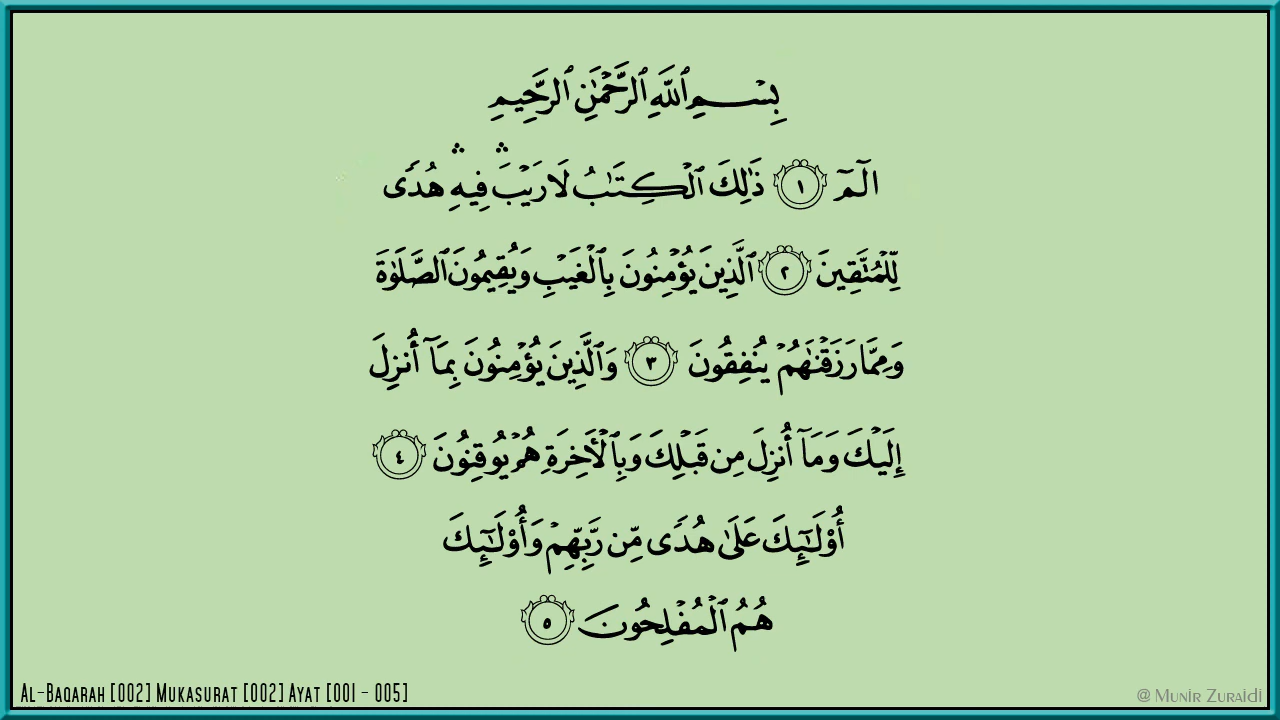 بِسْمِ ٱللَّهِ ٱلرَّحْمَٰنِ ٱلرَّحِيمِ
الٓمٓ ١ ذَٰلِكَ ٱلْكِتَٰبُ لَا رَيْبَ ۛ فِيهِ ۛ هُدًى
لِّلْمُتَّقِينَ ٢ ٱلَّذِينَ يُؤْمِنُونَ بِٱلْغَيْبِ وَيُقِيمُونَ ٱلصَّلَوٰةَ
وَمِمَّا رَزَقْنَٰهُمْ يُنفِقُونَ ٣ وَٱلَّذِينَ يُؤْمِنُونَ بِمَآ أُنزِلَ
إِلَيْكَ وَمَآ أُنزِلَ مِن قَبْلِكَ وَبِٱلْأَخِرَةِ هُمْ يُوقِنُونَ ٤
أُوْلَٰٓئِكَ عَلَىٰ هُدًى مِّن رَّبِّهِمْ وَأُوْلَٰٓئِكَ
هُمُ ٱلْمُفْلِحُونَ ٥
Al-Baqarah [002] Mukasurat [002] Ayat [001 - 005]
@ Munir Zuraidi